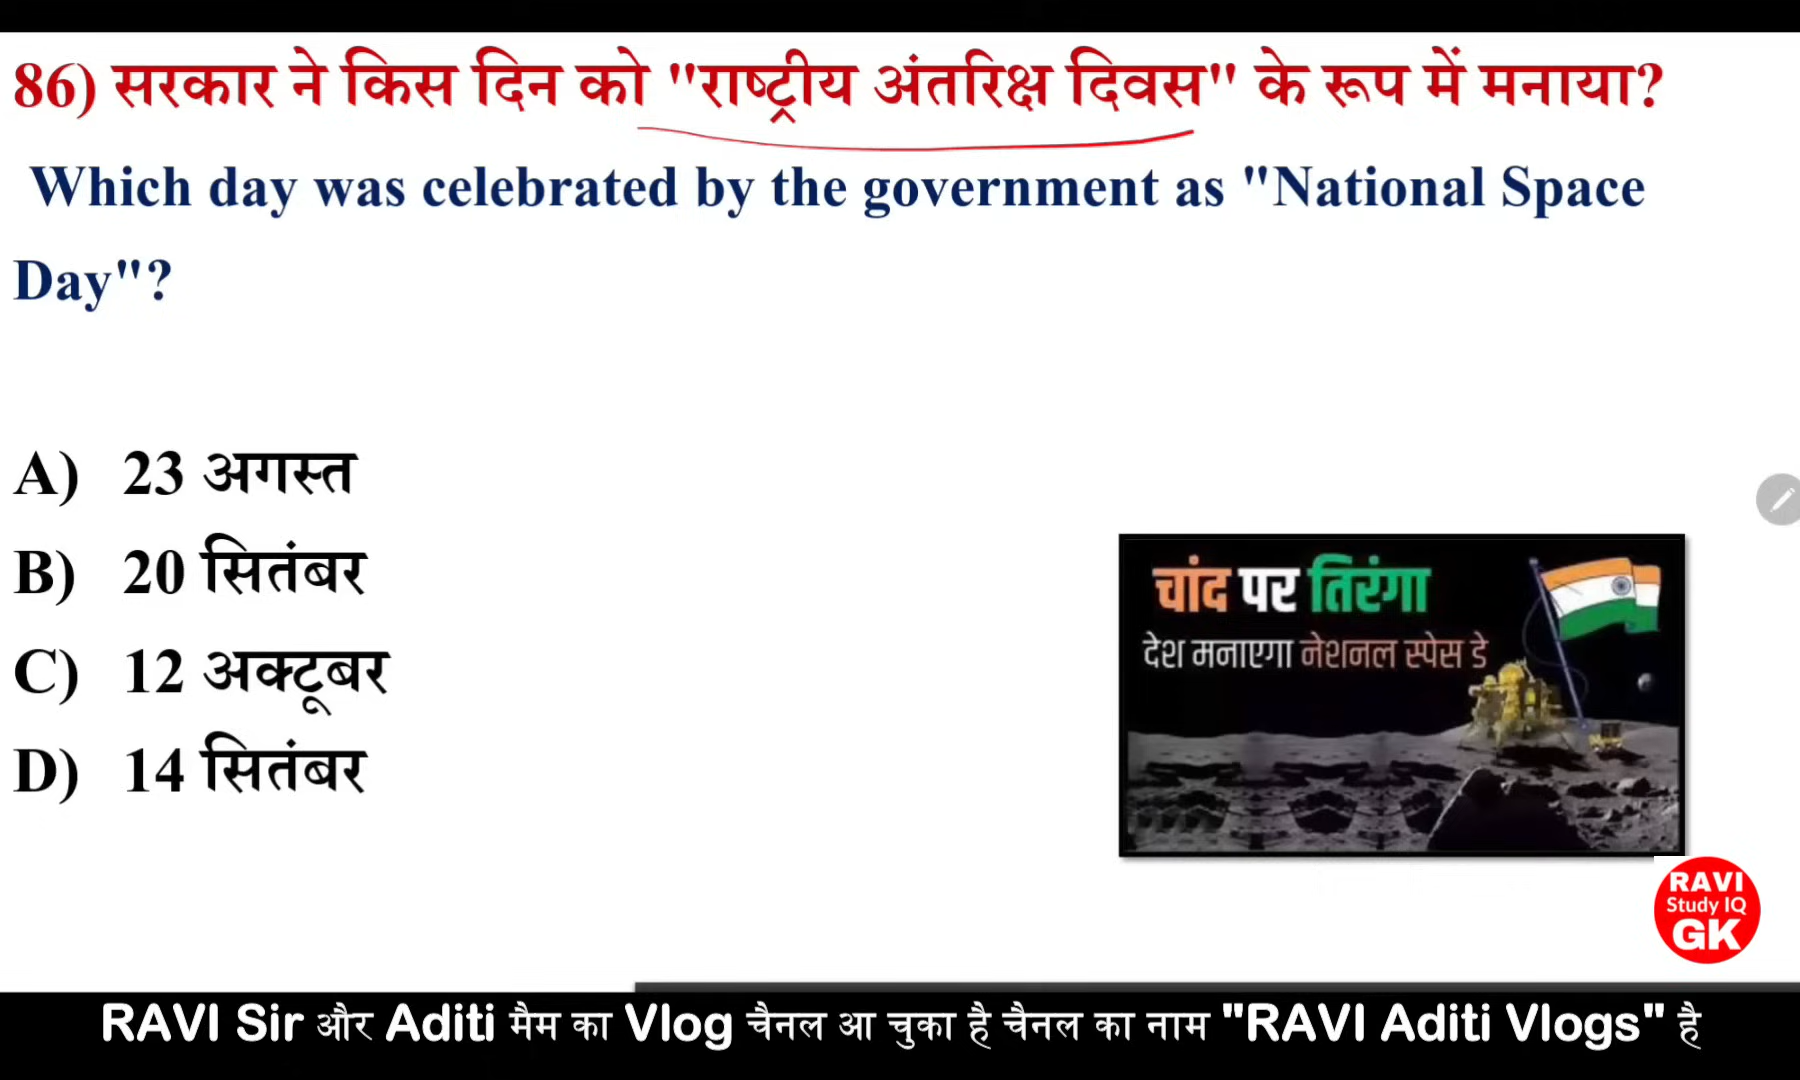 86) सरकार ने किस दिन को "राष्ट्रीय अंतरिक्ष दिवस" के रूप में मनाया?
Which day was celebrated by the government as "National Space
Day"?
A) 23 अगस्त
B) 20 सितंबर
C) 12 अक्टूबर
D) 14 सितंबर
चांद पर तिरंगा
देश मनाएगा नेशनल स्पेस डे
RAVI
Study IQ
GK
RAVI Sir और Aditi मैम का Vlog चैनल आ चुका है चैनल का नाम "RAVI Aditi Vlogs" है